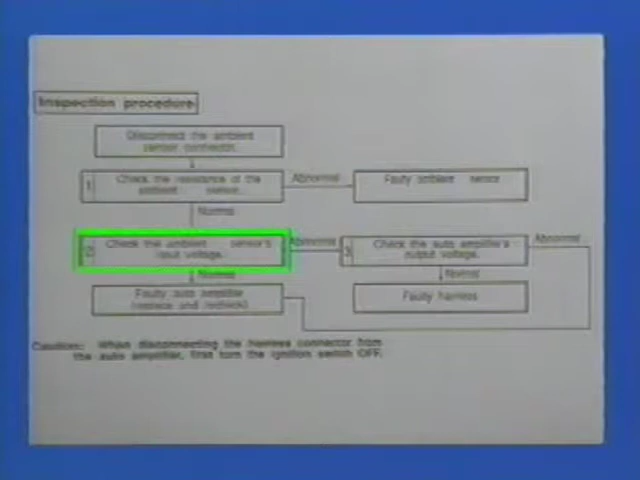 Inspection procedure
Disconnect the ambient
sensor connector.
1 Check the resistance of the
ambient sensor.
Abnormal
Faulty ambient sensor
Normal
2 Check the ambient sensor's
input voltage.
Abnormal
3 Check the auto amplifier's
output voltage.
Abnormal
Normal
Normal
Faulty auto amplifier
(replace and recheck)
Faulty harness
Caution: When disconnecting the harness connector from
the auto amplifier, first turn the ignition switch OFF.